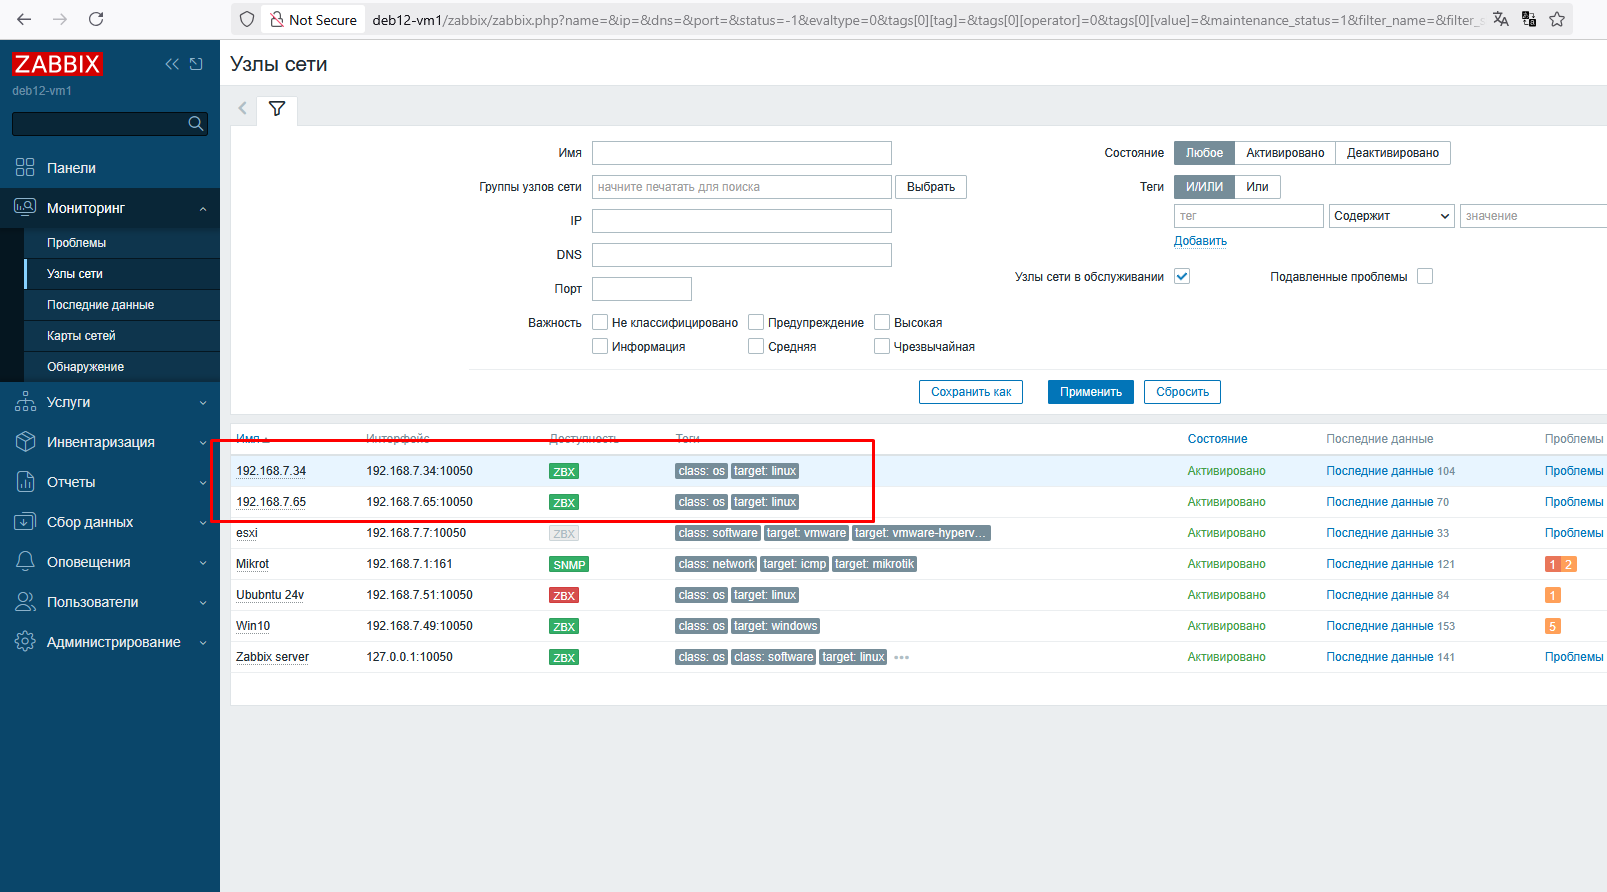 Not Secure deb12-vm1/zabbix/zabbix.php?name=&ip=&dns=&port=&status=-1&evaltype=0&tags[0][tag]=&tags[0][operator]=0&tags[0][value]=&maintenance_status=1&filter_name=&filter_
ZABBIX
deb12-vm1
Панели
Мониторинг
Проблемы
Узлы сети
Последние данные
Карты сетей
Обнаружение
Услуги
Инвентаризация
Отчеты
Сбор данных
Оповещения
Пользователи
Администрирование
Узлы сети
Имя
Группы узлов сети начните печатать для поиска Выбрать
IP
DNS
Порт
Важность Не классифицировано Предупреждение Высокая
Информация Средняя Чрезвычайная
Состояние Любое Активировано Деактивировано
Теги И/ИЛИ Или
тег Содержит значение
Добавить
Узлы сети в обслуживании Подавленные проблемы
Сохранить как Применить Сбросить
Имя Интерфейс Доступность Теги Состояние Последние данные Проблемы
192.168.7.34 192.168.7.34:10050 ZBX class: os target: linux Активировано Последние данные 104 Проблемы
192.168.7.65 192.168.7.65:10050 ZBX class: os target: linux Активировано Последние данные 70 Проблемы
esxi 192.168.7.7:10050 ZBX class: software target: vmware target: vmware-hyperv... Активировано Последние данные 33 Проблемы
Mikrot 192.168.7.1:161 SNMP class: network target: icmp target: mikrotik Активировано Последние данные 121 1 2
Ububntu 24v 192.168.7.51:10050 ZBX class: os target: linux Активировано Последние данные 84 1
Win10 192.168.7.49:10050 ZBX class: os target: windows Активировано Последние данные 153 5
Zabbix server 127.0.0.1:10050 ZBX class: os class: software target: linux ••• Активировано Последние данные 141 Проблемы